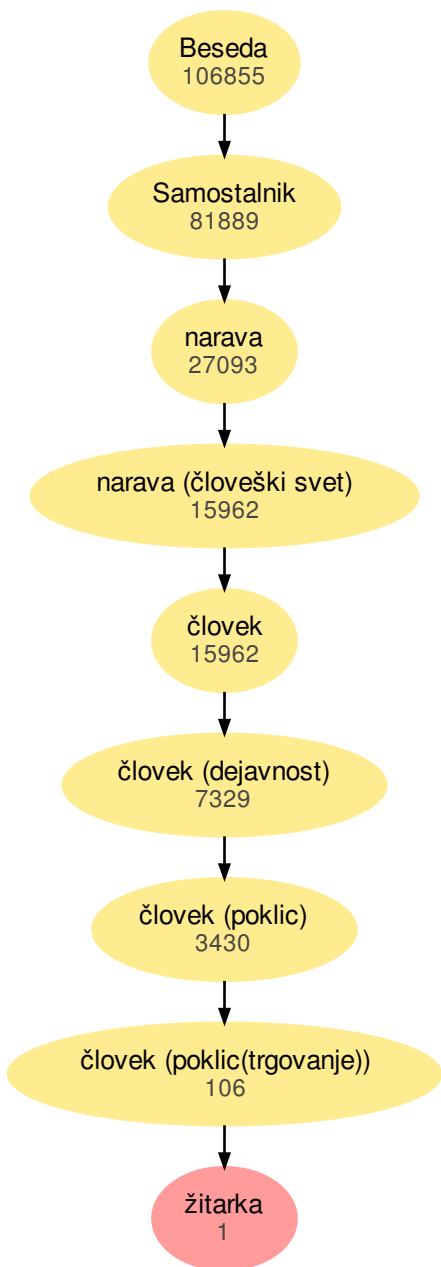 Beseda
106855
Samostalnik
81889
narava
27093
narava (človeški svet)
15962
človek
15962
človek (dejavnost)
7329
človek (poklic)
3430
človek (poklic(trgovanje))
106
žitarka
1